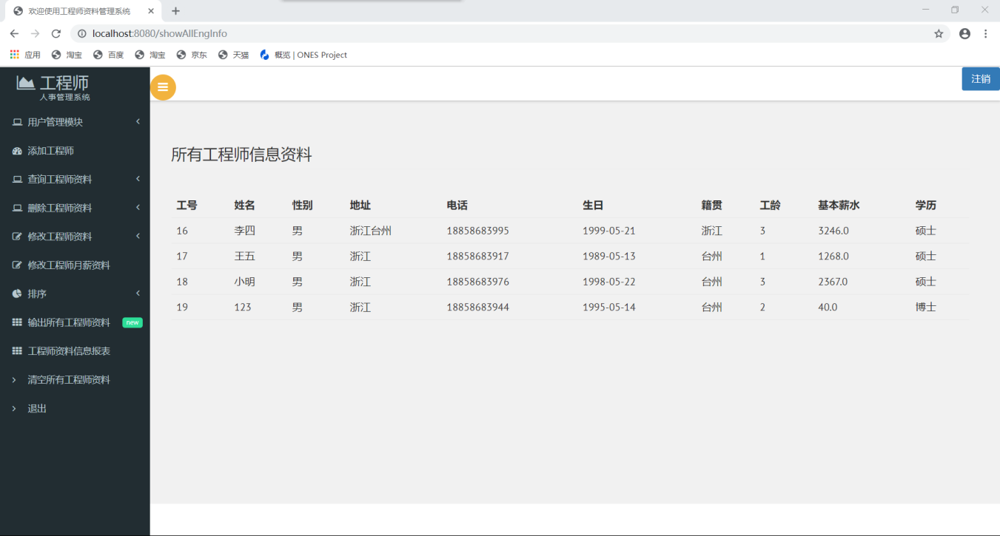 欢迎使用工程师资料管理系统
localhost:8080/showAllEngInfo
应用 淘宝 百度 淘宝 京东 天猫 概览 | ONES Project
工程师
人事管理系统
注销
用户管理模块
添加工程师
查询工程师资料
删除工程师资料
修改工程师资料
修改工程师月薪资料
排序
输出所有工程师资料 new
工程师资料信息报表
清空所有工程师资料
退出
所有工程师信息资料
工号 姓名 性别 地址 电话 生日 籍贯 工龄 基本薪水 学历
16 李四 男 浙江台州 18858683995 1999-05-21 浙江 3 3246.0 硕士
17 王五 男 浙江 18858683917 1989-05-13 台州 1 1268.0 硕士
18 小明 男 浙江 18858683976 1998-05-22 台州 3 2367.0 硕士
19 123 男 浙江 18858683944 1995-05-14 台州 2 40.0 博士